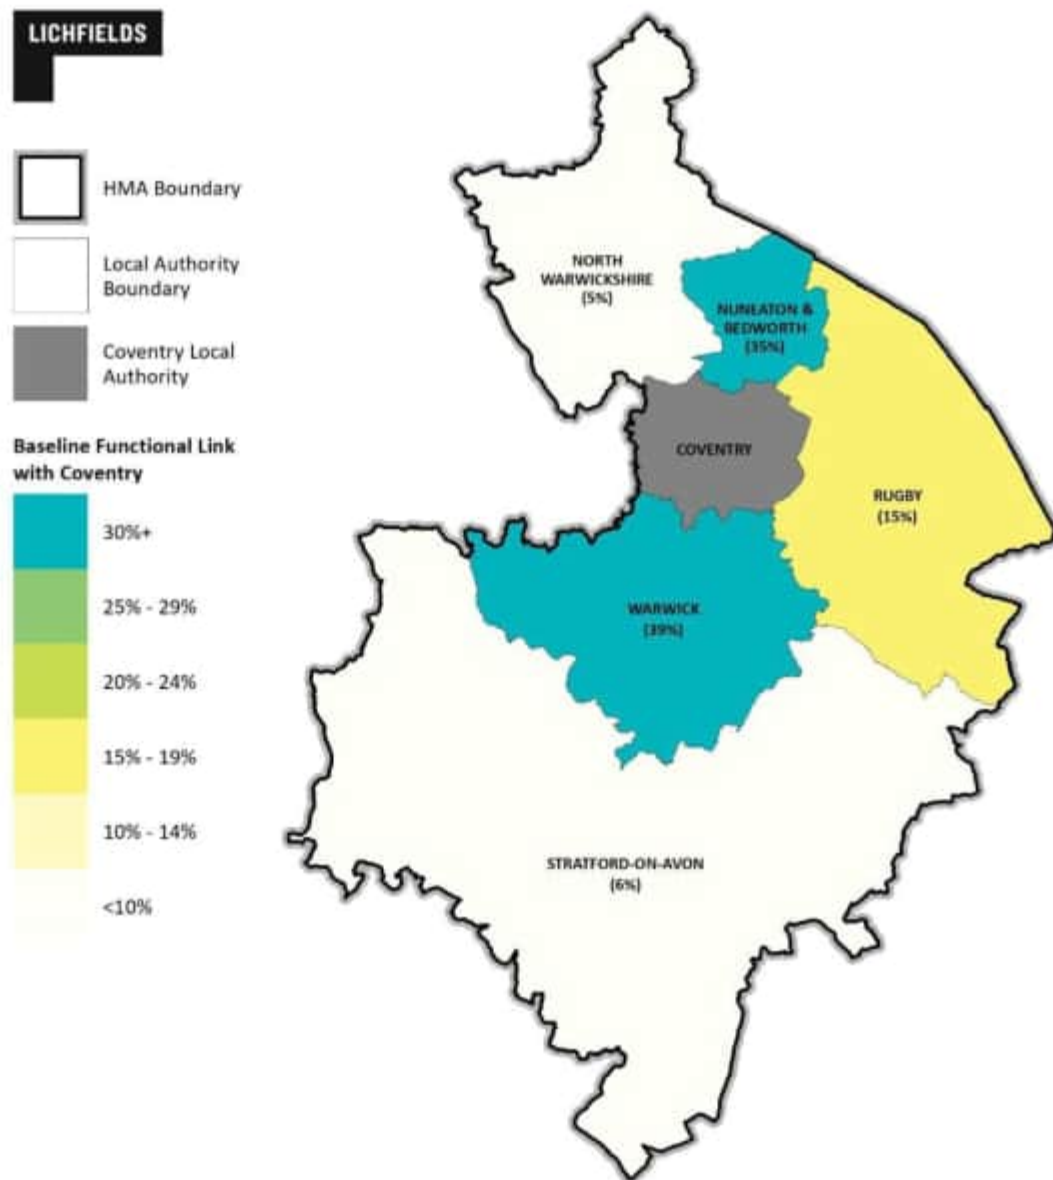 LICHFIELDS
HMA Boundary
Local Authority
Boundary
Coventry Local
Authority
Baseline Functional Link
with Coventry
30%+
25% - 29%
20% - 24%
15% - 19%
10% - 14%
<10%
NORTH
WARWICKSHIRE
(5%)
NUNEATON &
BEDWORTH
(35%)
COVENTRY
RUGBY
(15%)
WARWICK
(39%)
STRATFORD-ON-AVON
(6%)